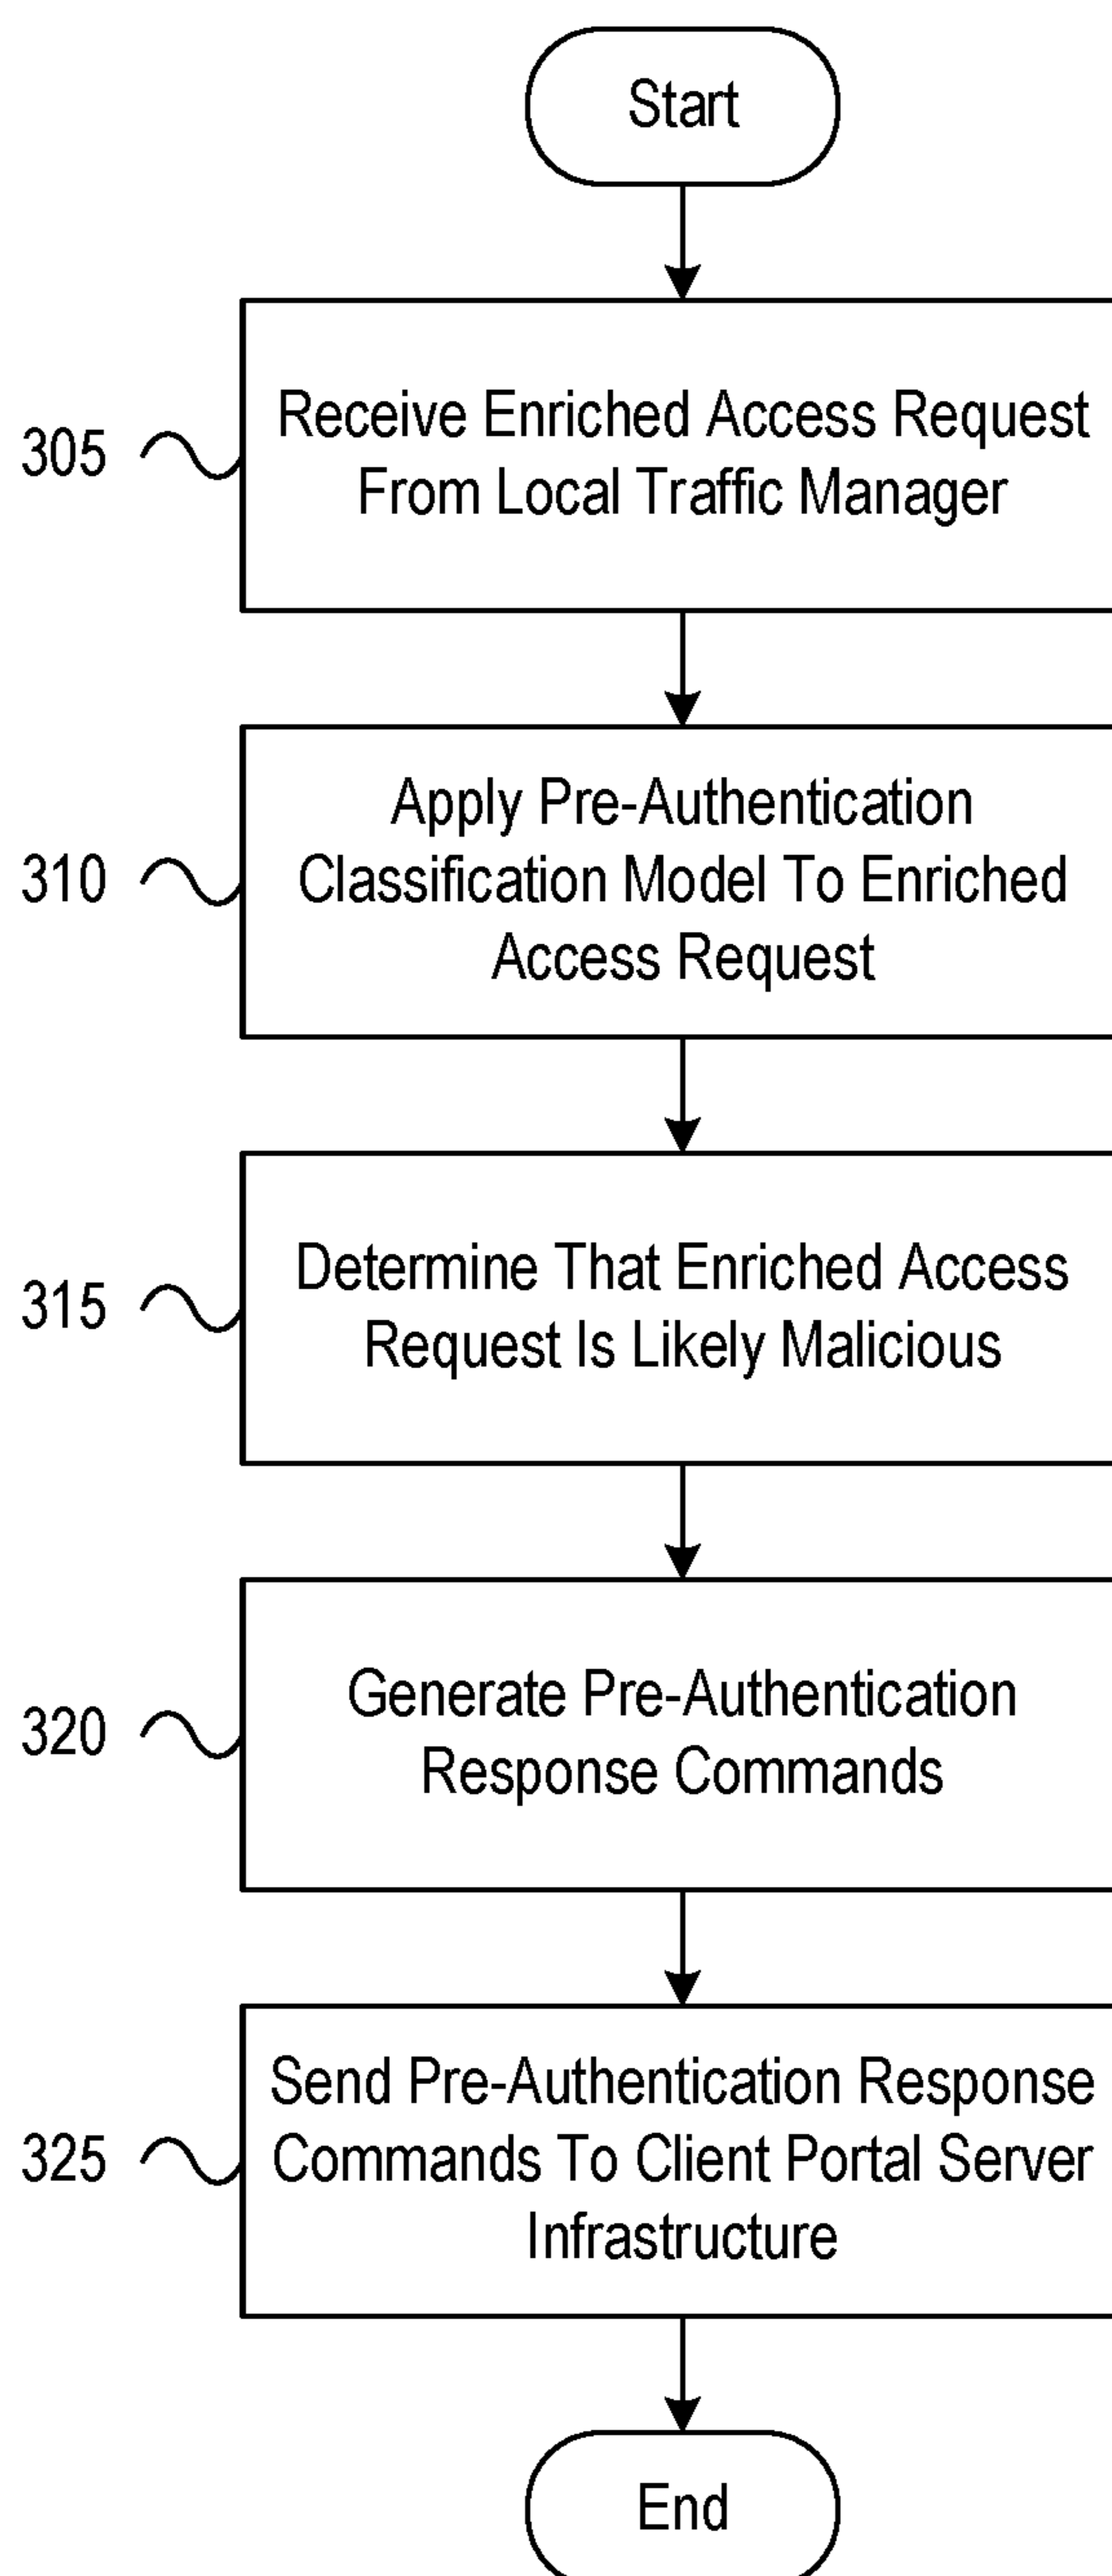 Start
305
Receive Enriched Access Request
From Local Traffic Manager
310
Apply Pre-Authentication
Classification Model To Enriched
Access Request
315
Determine That Enriched Access
Request Is Likely Malicious
320
Generate Pre-Authentication
Response Commands
325
Send Pre-Authentication Response
Commands To Client Portal Server
Infrastructure
End